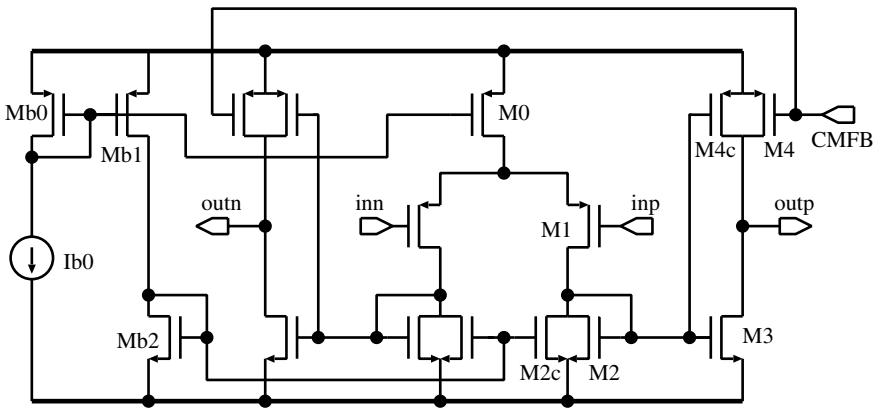 Mb0
Mb1
M0
M4c
M4
CMFB
outn
inn
inp
outp
M1
Ib0
Mb2
M2c
M2
M3